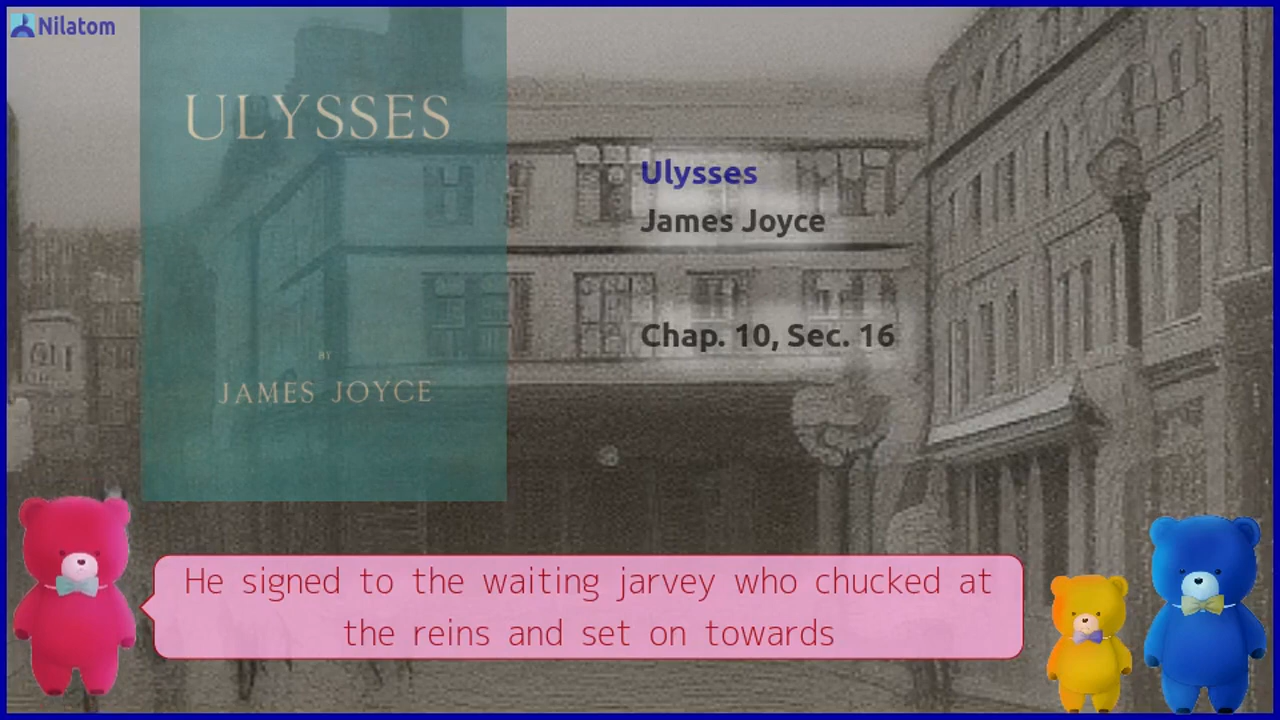 Nilatom
ULYSSES
BY
JAMES JOYCE
Ulysses
James Joyce
Chap. 10, Sec. 16
He signed to the waiting jarvey who chucked at
the reins and set on towards